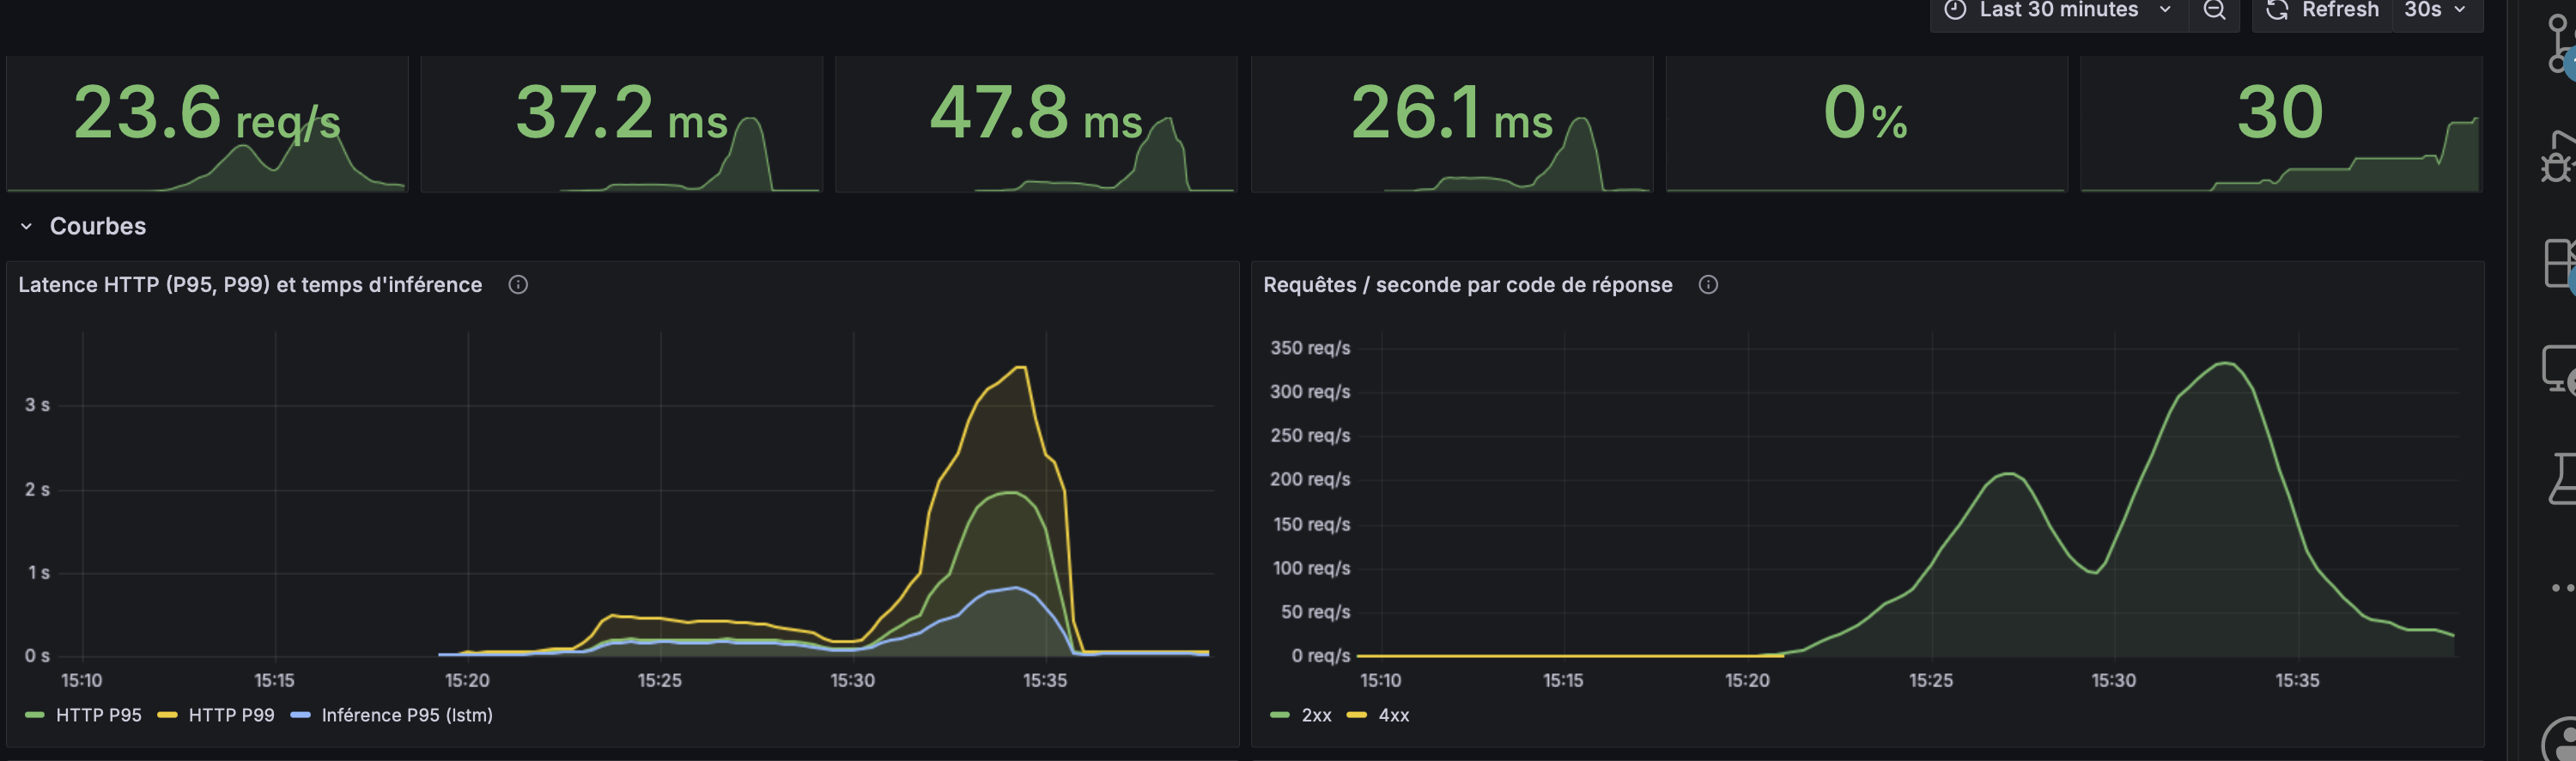 Last 30 minutes
Refresh
30s
23.6 req/s
37.2 ms
47.8 ms
26.1 ms
0%
30
Courbes
Latence HTTP (P95, P99) et temps d'inférence
3 s
2 s
1 s
0 s
15:10 15:15 15:20 15:25 15:30 15:35
HTTP P95 HTTP P99 Inférence P95 (lstm)
Requêtes / seconde par code de réponse
350 req/s
300 req/s
250 req/s
200 req/s
150 req/s
100 req/s
50 req/s
0 req/s
15:10 15:15 15:20 15:25 15:30 15:35
2xx 4xx